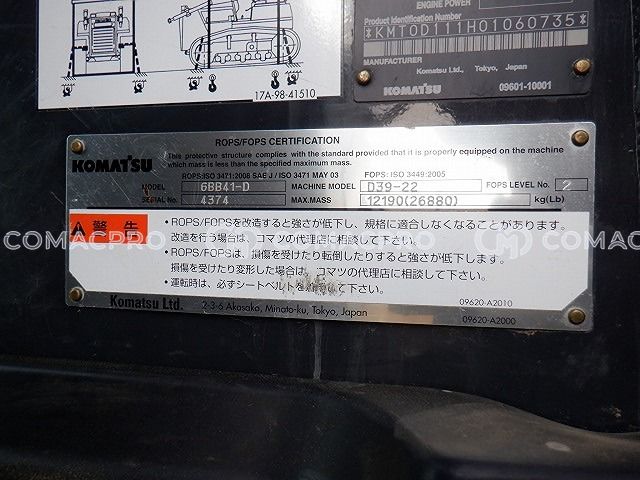 17A-98-41510
ENGINE POWER
Product Identification Number
*KMT0D111H01060735*
MANUFACTURER
Komatsu Ltd., Tokyo, Japan
KOMATSU
09601-10001
ROPS/FOPS CERTIFICATION
This protective structure complies with the standard provided that it is properly equipped on the machine
which mass is less than the specified maximum mass.
KOMATSU
ROPS:ISO 3471:2008 SAE J / ISO 3471 MAY 03 FOPS: ISO 3449:2005
MODEL 6BB41-D MACHINE MODEL D39-22 FOPS LEVEL NO. 2
SERIAL No. 4374 MAX.MASS 12190(26880) kg(Lb)
警告
• ROPS/FOPSを改造すると強さが低下し、規格に適合しなくなることがあります。
改造を行う場合は、コマツの代理店に相談して下さい。
• ROPS/FOPSは、損傷を受けたり転倒したりすると強さが低下します。
損傷を受けたり変形した場合は、コマツの代理店に相談して下さい。
• 運転時は、必ずシートベルトを して下さい。
Komatsu Ltd. 2-3-6 Akasaka, Minato-ku, Tokyo, Japan
09620-A2010
09620-A2000
COMACPRO
COMACPRO